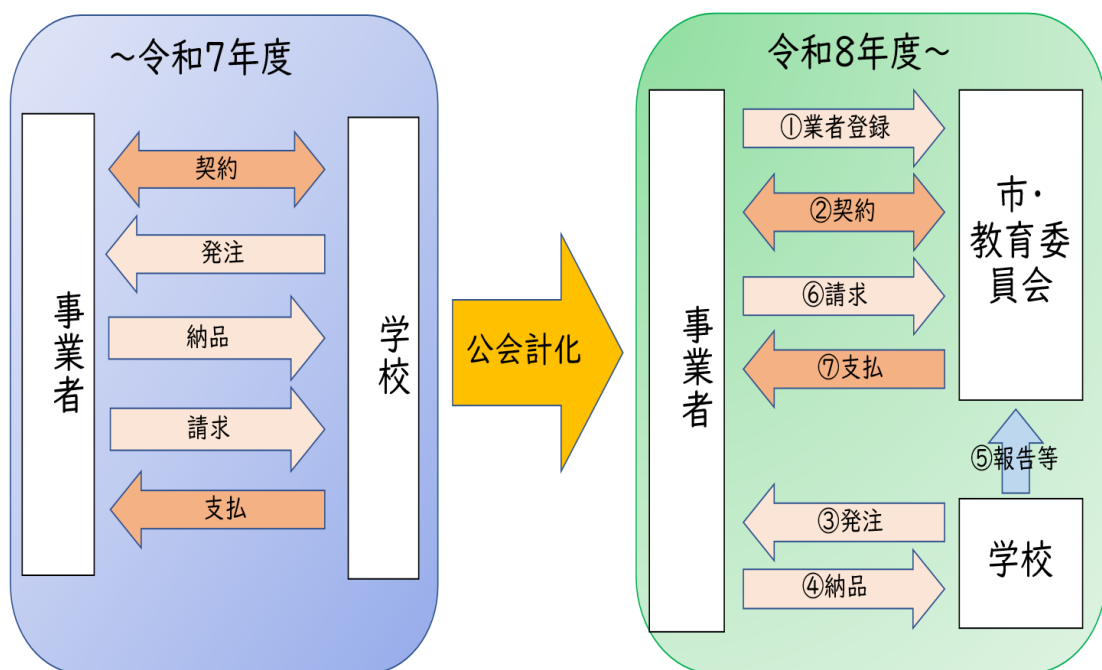 ～令和7年度
事業者
契約
発注
納品
請求
支払
学校
公会計化
令和8年度～
事業者
①業者登録
②契約
⑥請求
⑦支払
③発注
④納品
市・
教育委
員会
⑤報告等
学校